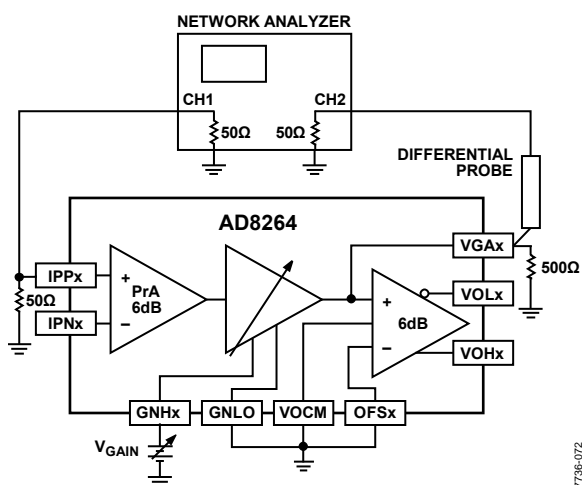 NETWORK ANALYZER
CH1
CH2
50Ω
50Ω
DIFFERENTIAL
PROBE
AD8264
VGAx
IPPx
+
PrA
6dB
–
50Ω
IPNx
+
6dB
–
500Ω
VOLx
VOHx
GNHx
GNLO
VOCM
OFSx
VGAIN
7736-072